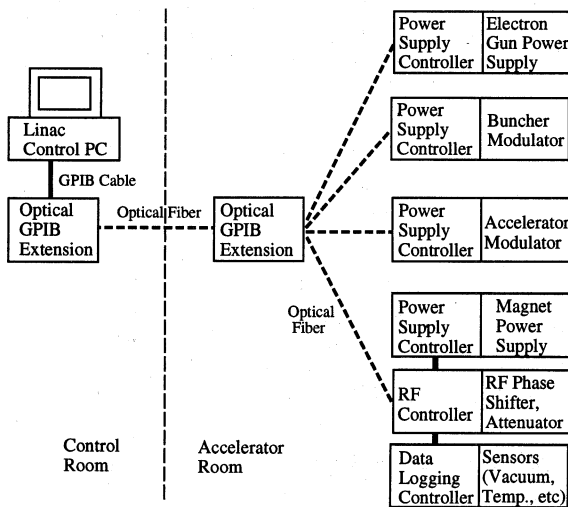 Linac
Control PC
GPIB Cable
Optical
GPIB
Extension
Optical Fiber
Optical
GPIB
Extension
Optical
Fiber
Power
Supply
Controller
Electron
Gun Power
Supply
Power
Supply
Controller
Buncher
Modulator
Power
Supply
Controller
Accelerator
Modulator
Power
Supply
Controller
Magnet
Power
Supply
RF
Controller
RF Phase
Shifter,
Attenuator
Data
Logging
Controller
Sensors
(Vacuum,
Temp., etc)
Control
Room
Accelerator
Room